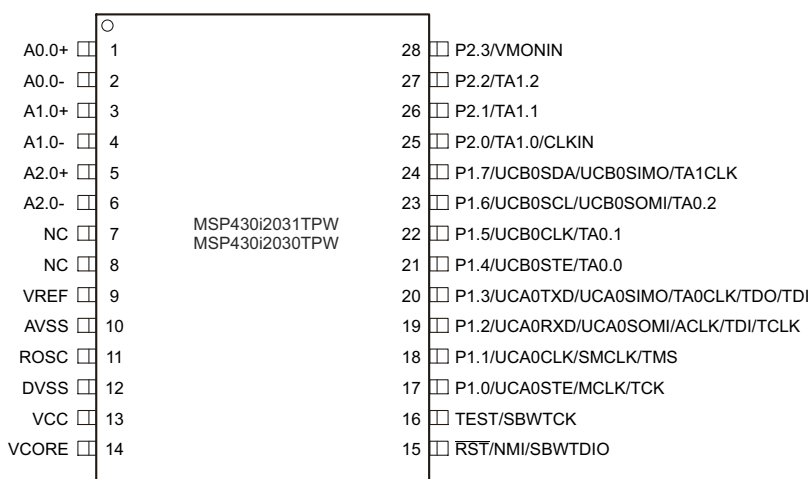 A0.0+ 1 28 P2.3/VMONIN
A0.0- 2 27 P2.2/TA1.2
A1.0+ 3 26 P2.1/TA1.1
A1.0- 4 25 P2.0/TA1.0/CLKIN
A2.0+ 5 24 P1.7/UCB0SDA/UCB0SIMO/TA1CLK
A2.0- 6 23 P1.6/UCB0SCL/UCB0SOMI/TA0.2
MSP430i2031TPW
MSP430i2030TPW
NC 7 22 P1.5/UCB0CLK/TA0.1
NC 8 21 P1.4/UCB0STE/TA0.0
VREF 9 20 P1.3/UCA0TXD/UCA0SIMO/TA0CLK/TDO/TDI
AVSS 10 19 P1.2/UCA0RXD/UCA0SOMI/ACLK/TDI/TCLK
ROSC 11 18 P1.1/UCA0CLK/SMCLK/TMS
DVSS 12 17 P1.0/UCA0STE/MCLK/TCK
VCC 13 16 TEST/SBWTCK
VCORE 14 15 RST/NMI/SBWTDIO